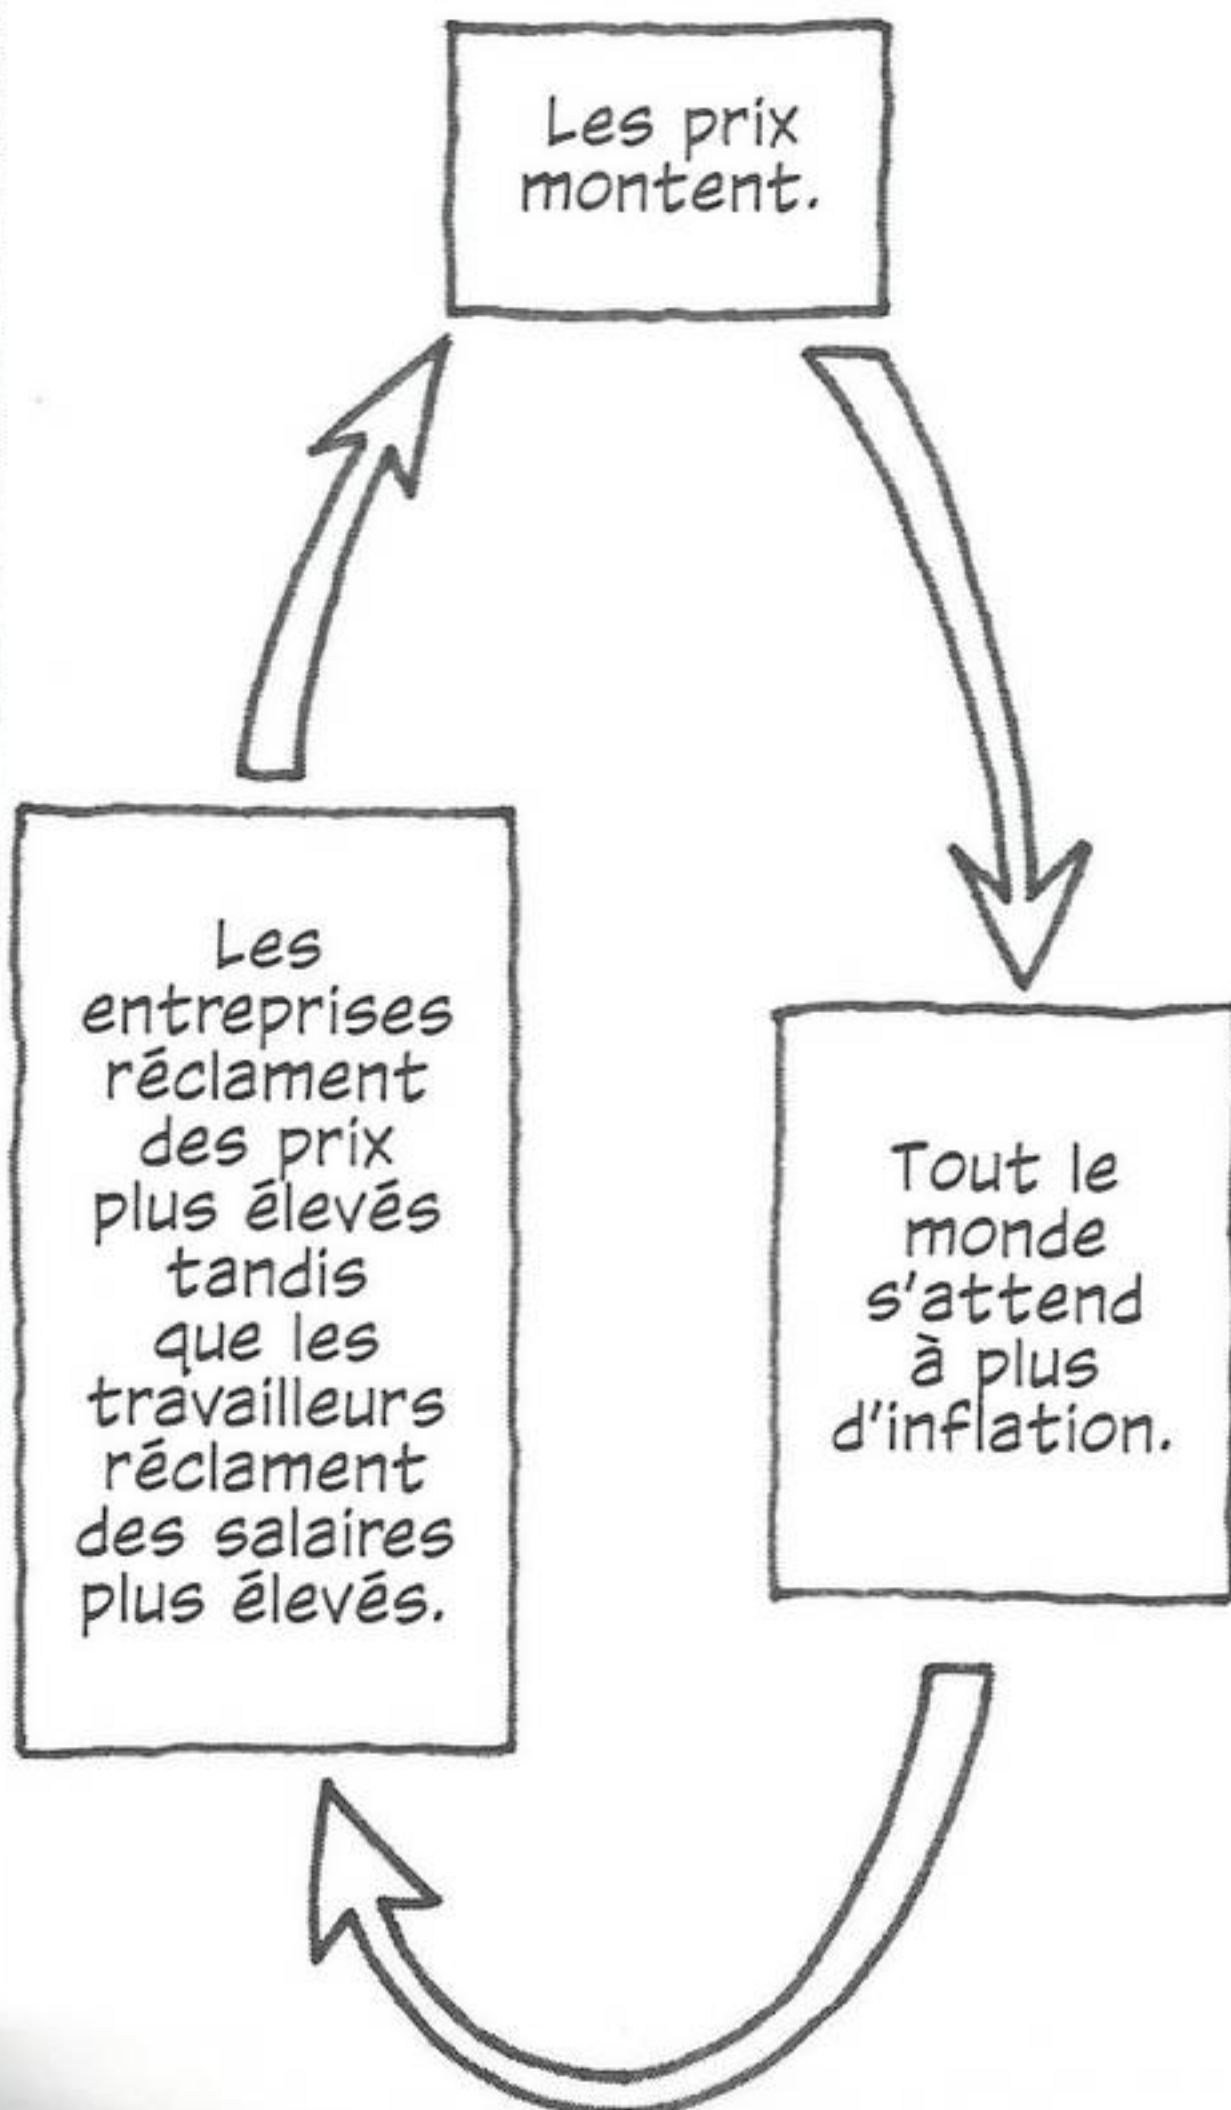 Les prix
montent.
Tout le
monde
s'attend
à plus
d'inflation.
Les
entreprises
réclament
des prix
plus élevés
tandis
que les
travailleurs
réclament
des salaires
plus élevés.